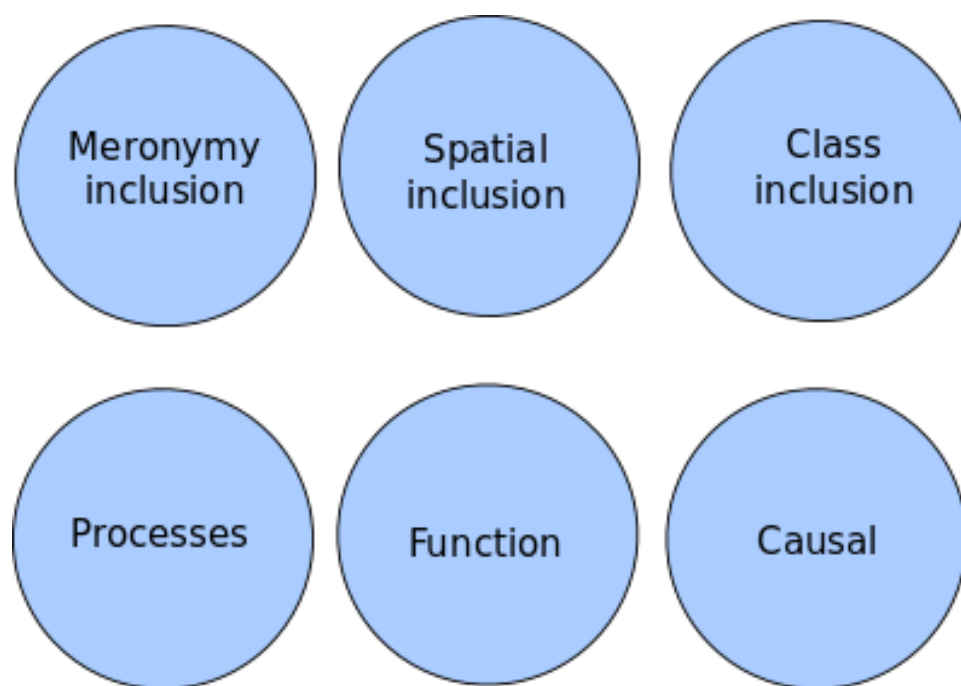 Meronymy
inclusion
Spatial
inclusion
Class
inclusion
Processes
Function
Causal